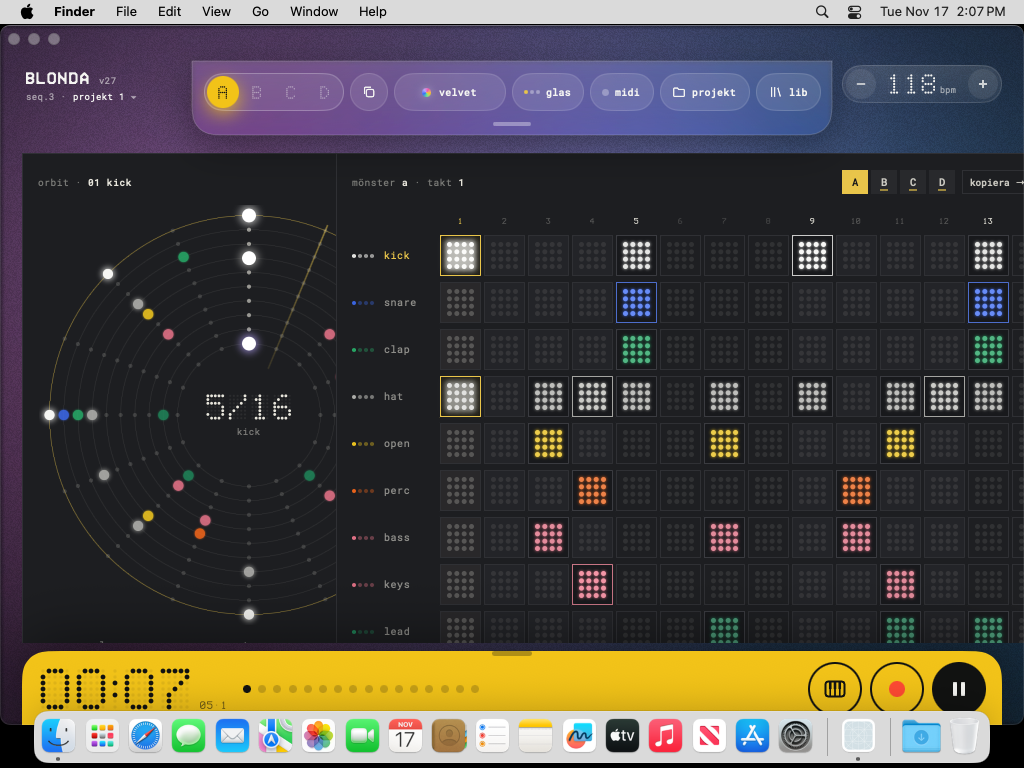 Finder File Edit View Go Window Help Tue Nov 17 2:07 PM
BLONDA v27
seq.3 · projekt 1
A B C D velvet glas midi projekt lib
− 118 bpm +
orbit · 01 kick
mönster a · takt 1
A B C D kopiera →
1 2 3 4 5 6 7 8 9 10 11 12 13
kick
snare
clap
hat
5/16
kick
open
perc
bass
keys
lead
00:07
05 1
NOV
17
tv